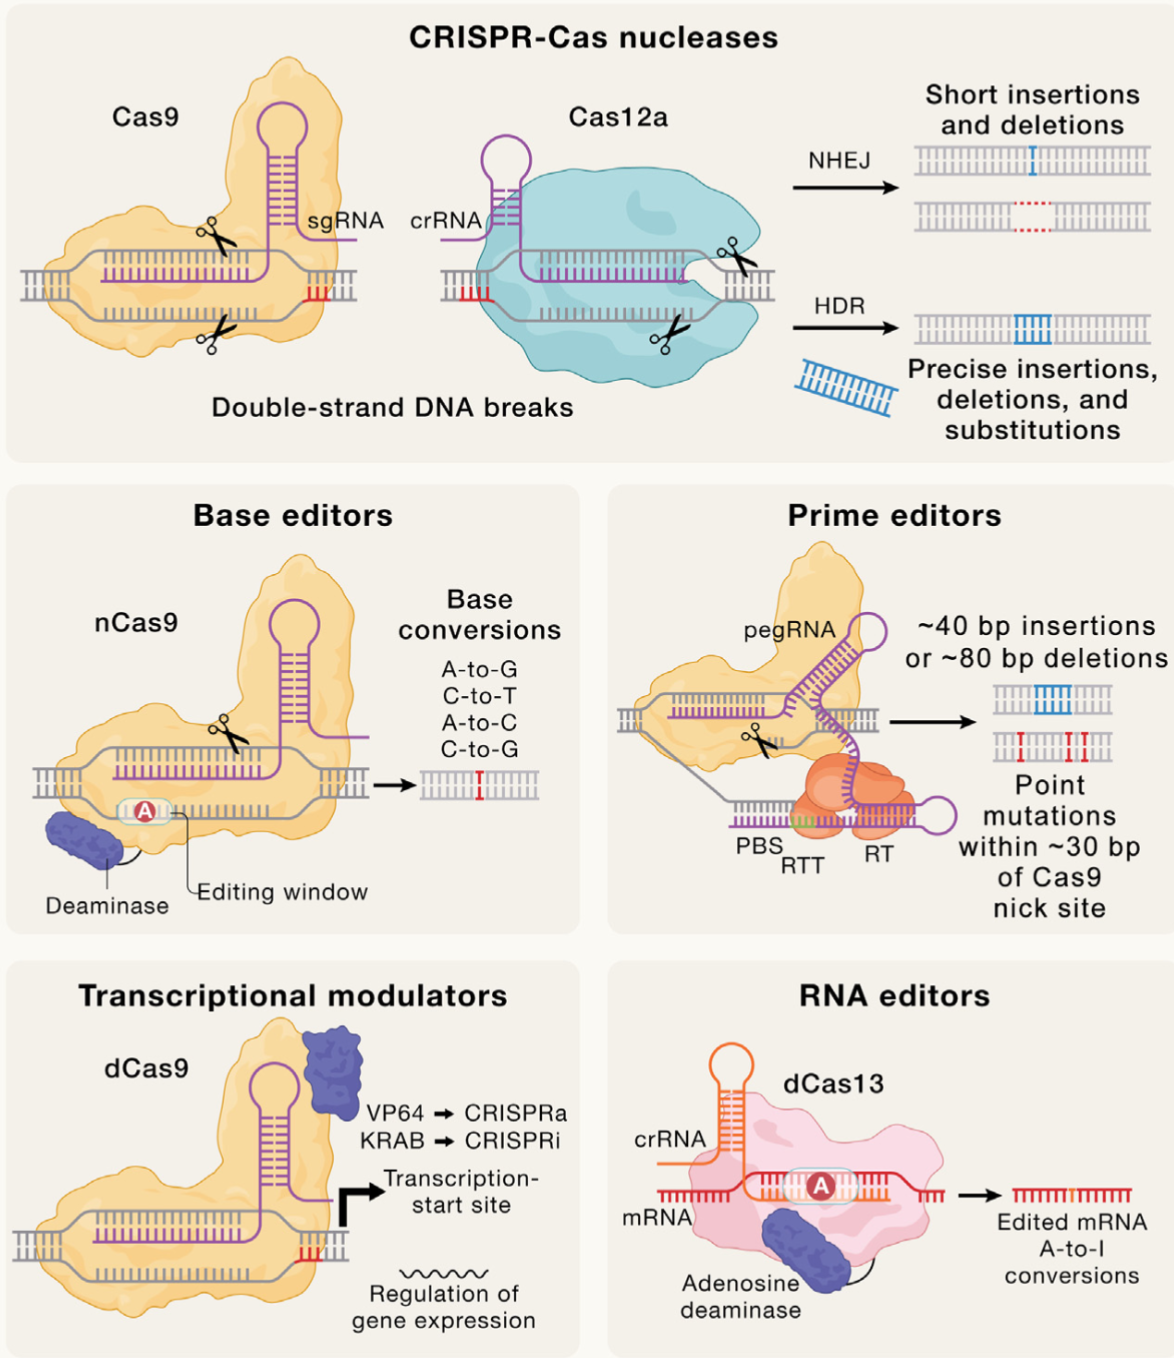 CRISPR-Cas nucleases
Cas9
sgRNA
Cas12a
crRNA
Double-strand DNA breaks
NHEJ
Short insertions
and deletions
HDR
Precise insertions,
deletions, and
substitutions
Base editors
nCas9
A
Deaminase
Editing window
Base
conversions
A-to-G
C-to-T
A-to-C
C-to-G
Prime editors
pegRNA
PBS
RTT
RT
~40 bp insertions
or ~80 bp deletions
Point
mutations
within ~30 bp
of Cas9
nick site
Transcriptional modulators
dCas9
VP64 → CRISPRa
KRAB → CRISPRi
Transcription-
start site
Regulation of
gene expression
RNA editors
dCas13
crRNA
mRNA
A
Adenosine
deaminase
Edited mRNA
A-to-I
conversions